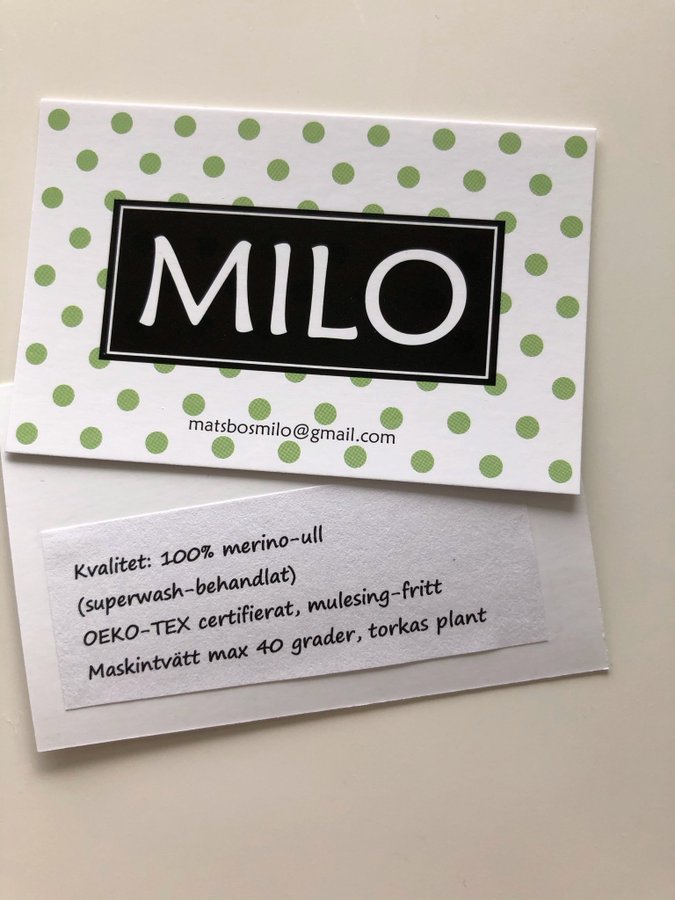 MILO
matsbosmilo@gmail.com
Kvalitet: 100% merino-ull
(superwash-behandlat)
OEKO-TEX certifierat, mulesing-fritt
Maskintvätt max 40 grader, torkas plant